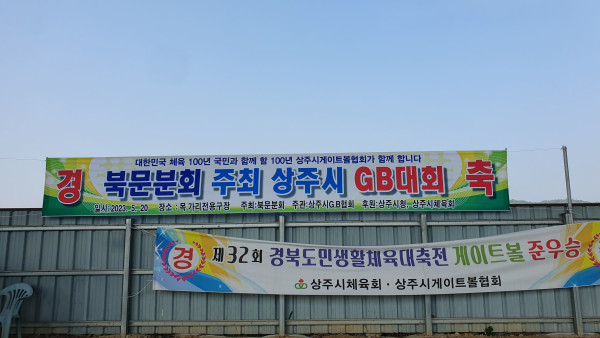 대한민국 체육 100년 국민과 함께 할 100년 상주시게이트볼협회가 함께 합니다
경 북문분회 주최 상주시 GB대회 축
일시:2023. 5. 20 장소 : 목가리전용구장 주최:북문분회 주관:상주시G.B협회 후원:상주시청, 상주시체육회
경 제32회 경북도민생활체육대축전 게이트볼 준우승
상주시체육회 · 상주시게이트볼협회